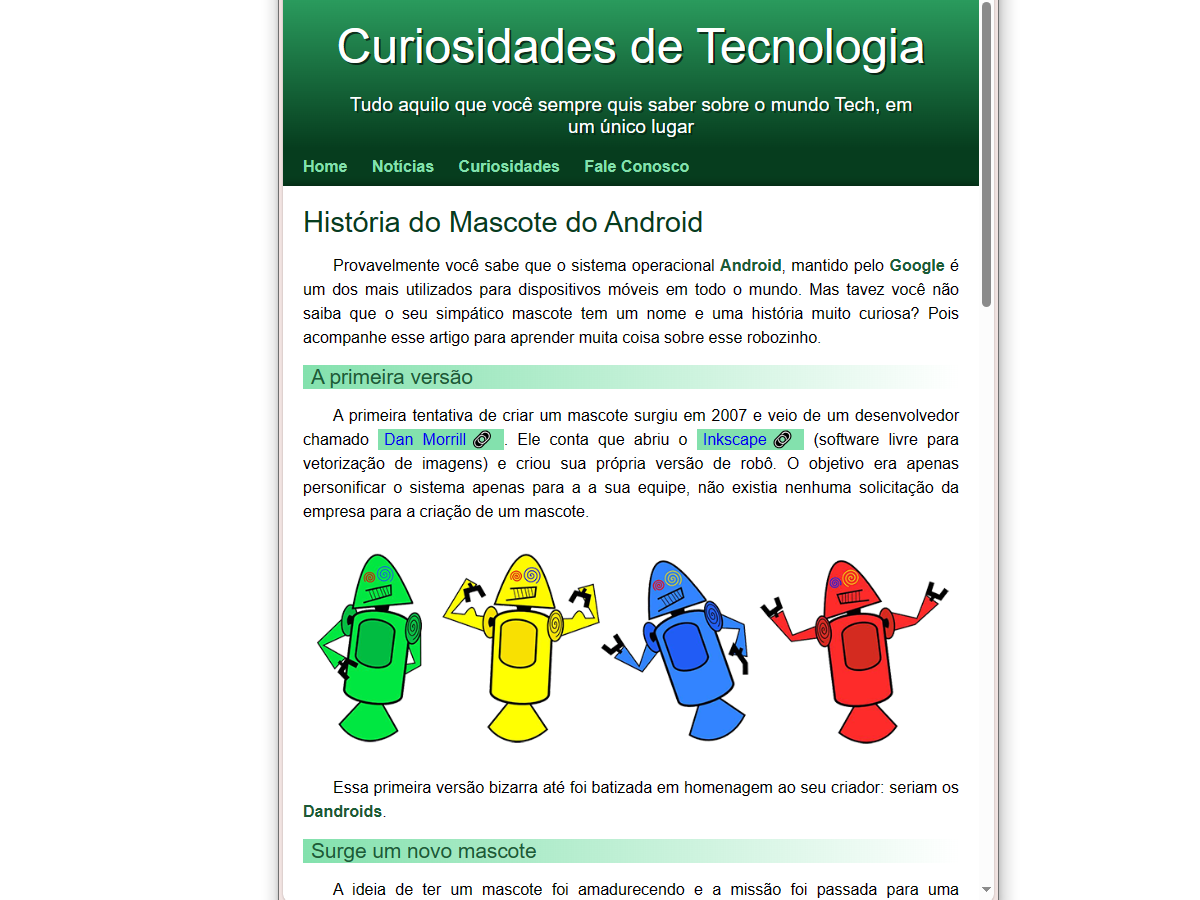 Curiosidades de Tecnologia
Tudo aquilo que você sempre quis saber sobre o mundo Tech, em
um único lugar
Home Notícias Curiosidades Fale Conosco
História do Mascote do Android
Provavelmente você sabe que o sistema operacional Android, mantido pelo Google é
um dos mais utilizados para dispositivos móveis em todo o mundo. Mas tavez você não
saiba que o seu simpático mascote tem um nome e uma história muito curiosa? Pois
acompanhe esse artigo para aprender muita coisa sobre esse robozinho.
A primeira versão
A primeira tentativa de criar um mascote surgiu em 2007 e veio de um desenvolvedor
chamado Dan Morrill . Ele conta que abriu o Inkscape (software livre para
vetorização de imagens) e criou sua própria versão de robô. O objetivo era apenas
personificar o sistema apenas para a a sua equipe, não existia nenhuma solicitação da
empresa para a criação de um mascote.
Essa primeira versão bizarra até foi batizada em homenagem ao seu criador: seriam os
Dandroids.
Surge um novo mascote
A ideia de ter um mascote foi amadurecendo e a missão foi passada para uma